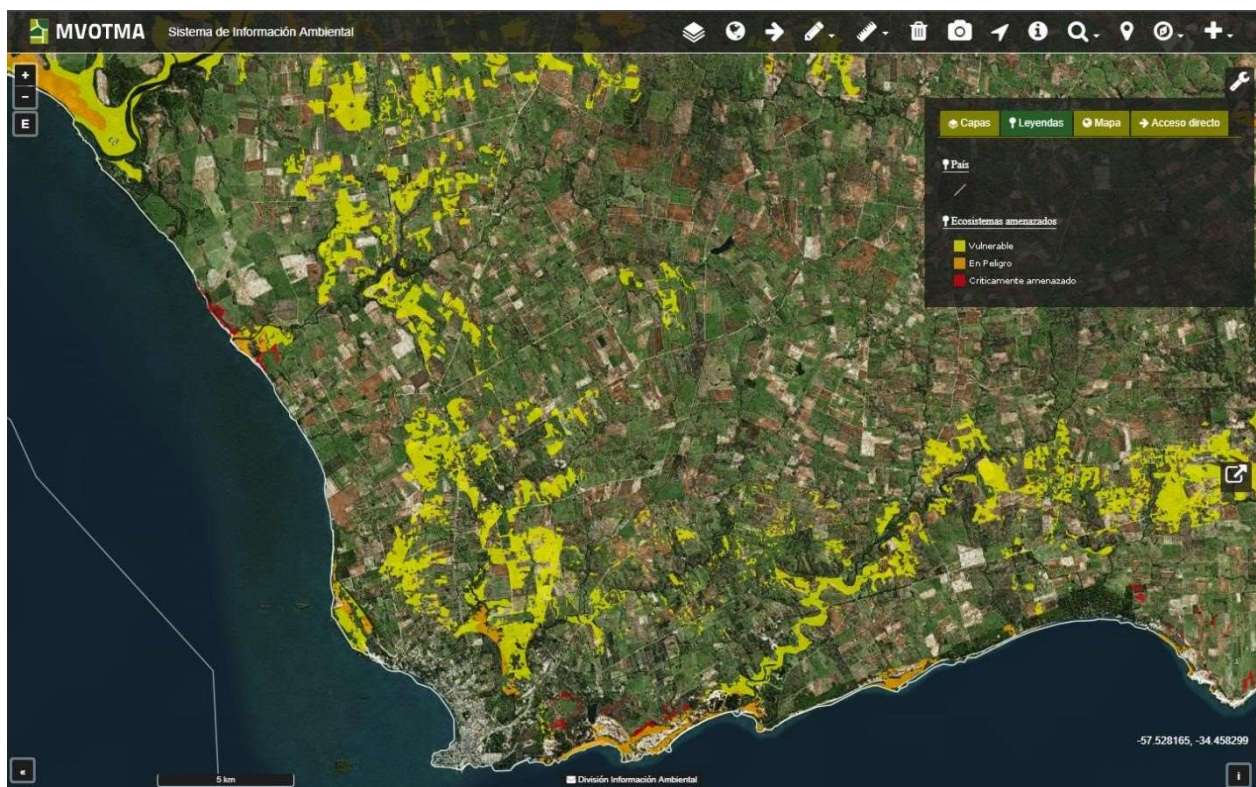 MVOTMA Sistema de Información Ambiental
+
−
E
Capas Leyendas Mapa Acceso directo
País
Ecosistemas amenazados
Vulnerable
En Peligro
Críticamente amenazado
-57.528165, -34.458299
«
5 km
División Información Ambiental
i